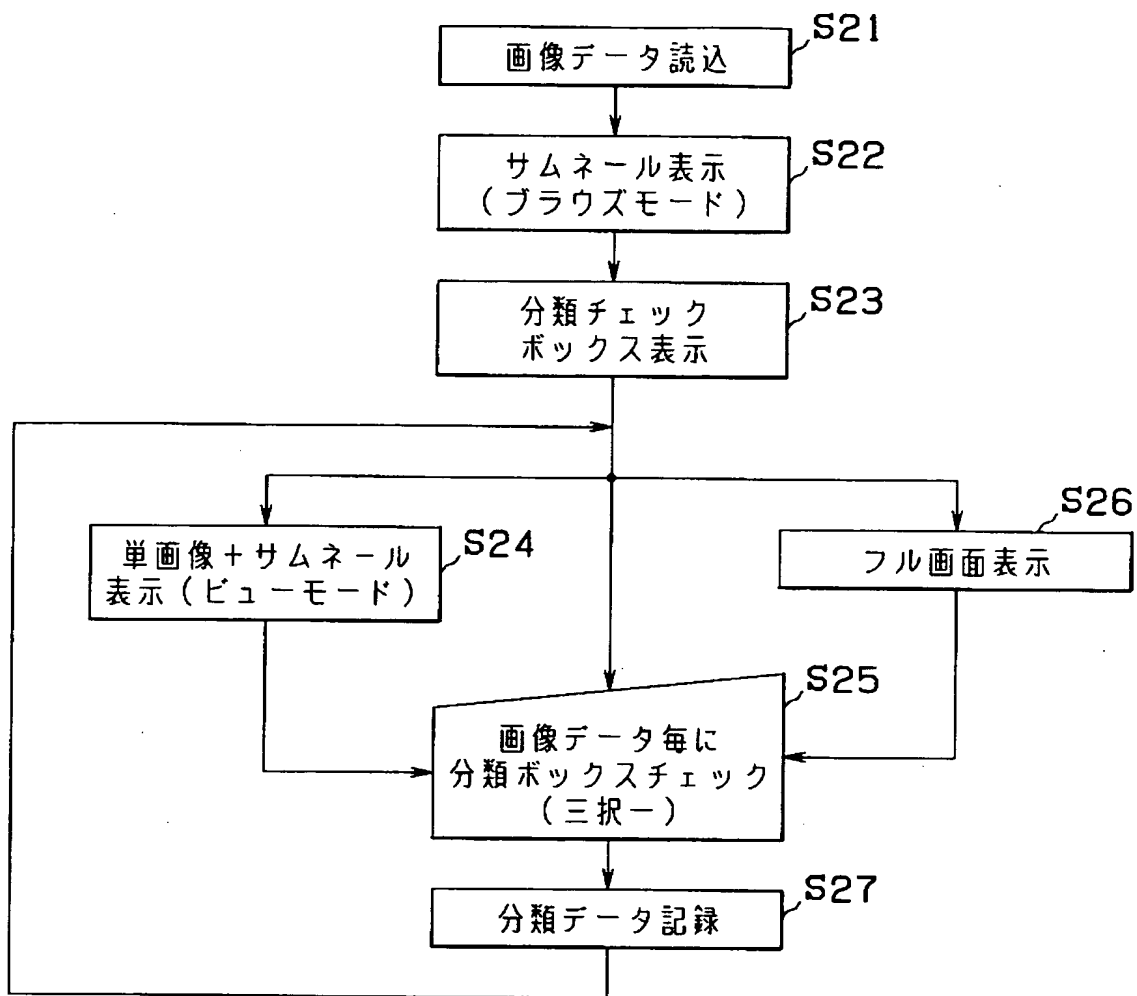 S21
画像データ読込
S22
サムネール表示
(ブラウズモード)
S23
分類チェック
ボックス表示
S24
単画像+サムネール
表示(ビューモード)
S26
フル画面表示
S25
画像データ毎に
分類ボックスチェック
(三択一)
S27
分類データ記録